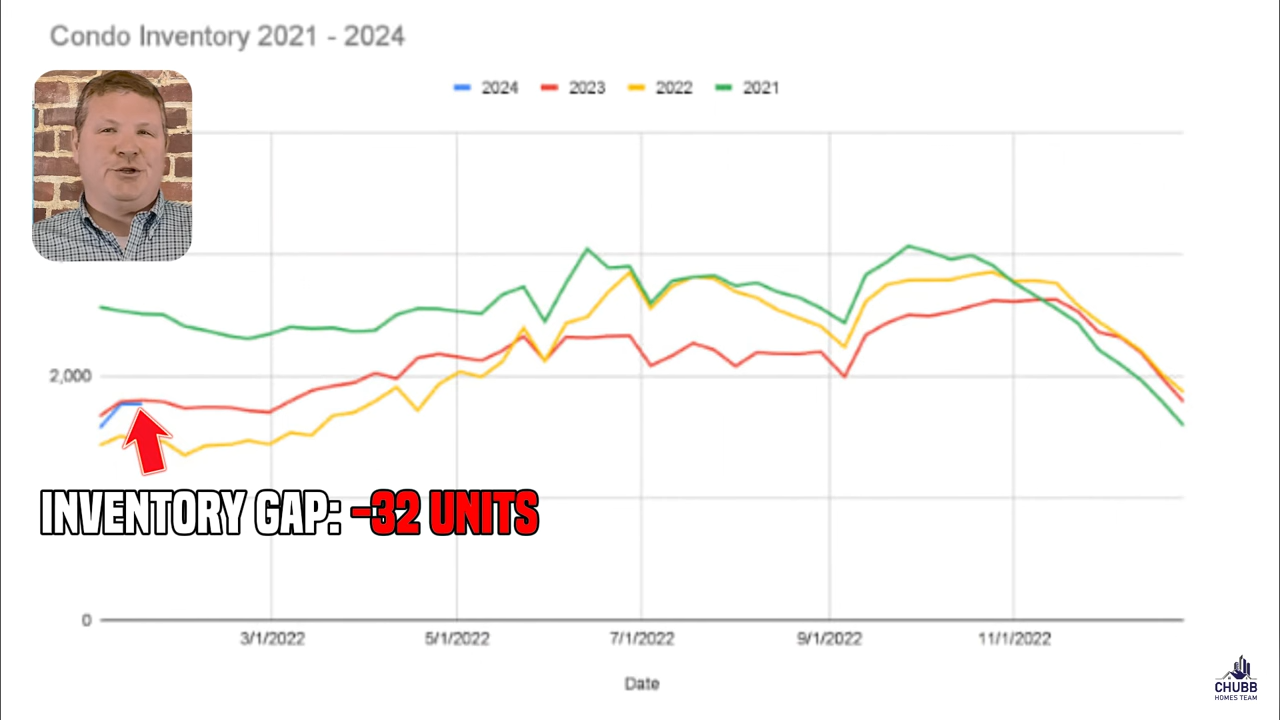 Condo Inventory 2021 - 2024
2024 2023 2022 2021
2,000
INVENTORY GAP: -32 UNITS
0
3/1/2022 5/1/2022 7/1/2022 9/1/2022 11/1/2022
Date
CHUBB
HOMES TEAM